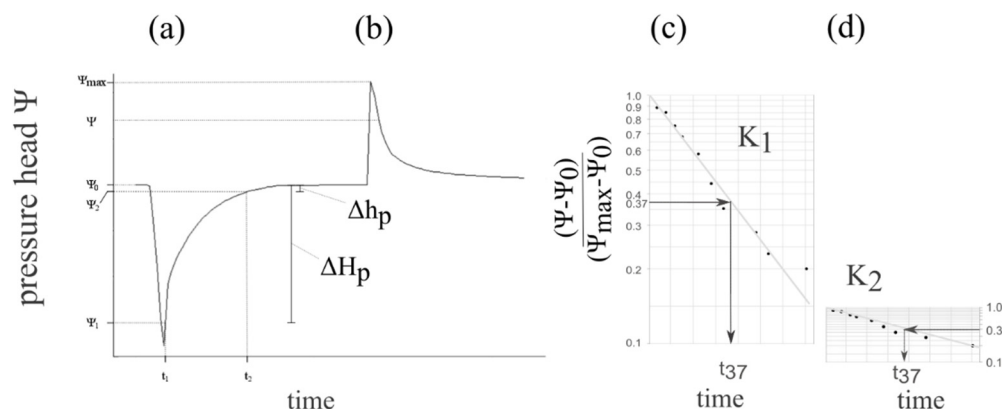 (a)
(b)
(c)
(d)
pressure head Ψ
Ψmax
Ψ
Ψ0
Ψ2
Ψ1
t1
t2
time
Δhp
ΔHp
(Ψ-Ψ0)
(Ψmax-Ψ0)
1.0
0.9
0.8
0.7
0.6
0.5
0.4
0.37
0.3
0.2
0.1
K1
t37
time
K2
1.0
0.3
0.1
t37
time